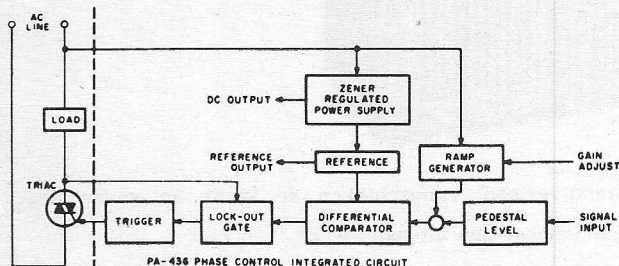 AC
LINE
ZENER
REGULATED
POWER SUPPLY
DC OUTPUT
LOAD
REFERENCE
OUTPUT
REFERENCE
RAMP
GENERATOR
GAIN
ADJUST
TRIAC
TRIGGER
LOCK-OUT
GATE
DIFFERENTIAL
COMPARATOR
PEDESTAL
LEVEL
SIGNAL
INPUT
PA-436 PHASE CONTROL INTEGRATED CIRCUIT